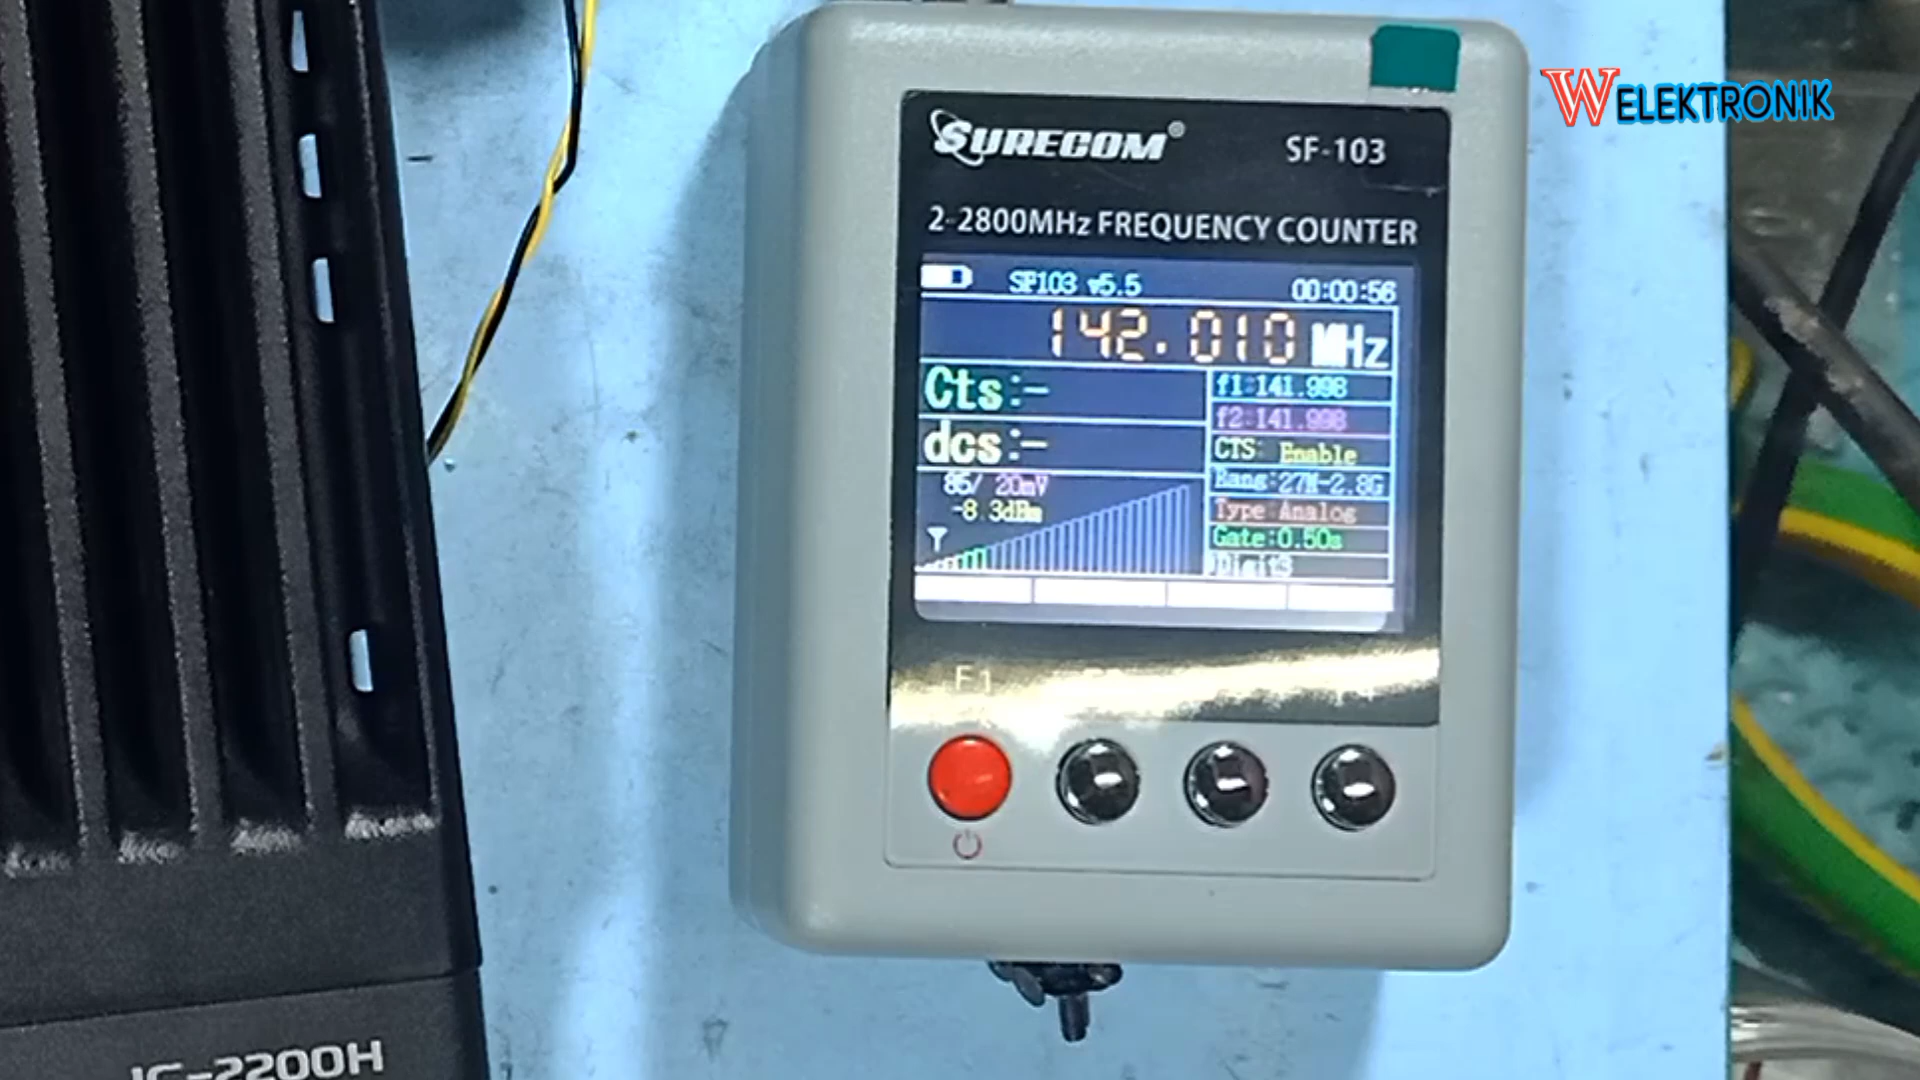 WELEKTRONIK
SURECOM®
SF-103
2-2800MHz FREQUENCY COUNTER
SF103 v5.5
00:00:56
142.010 MHz
Cts:-
dcs:-
85/ 20mV
-8.3dBm
f1:141.998
f2:141.998
CTS: Enable
Rang:27M-2.8G
Type:Analog
Gate:0.50s
Digit3
F1
IC-2200H